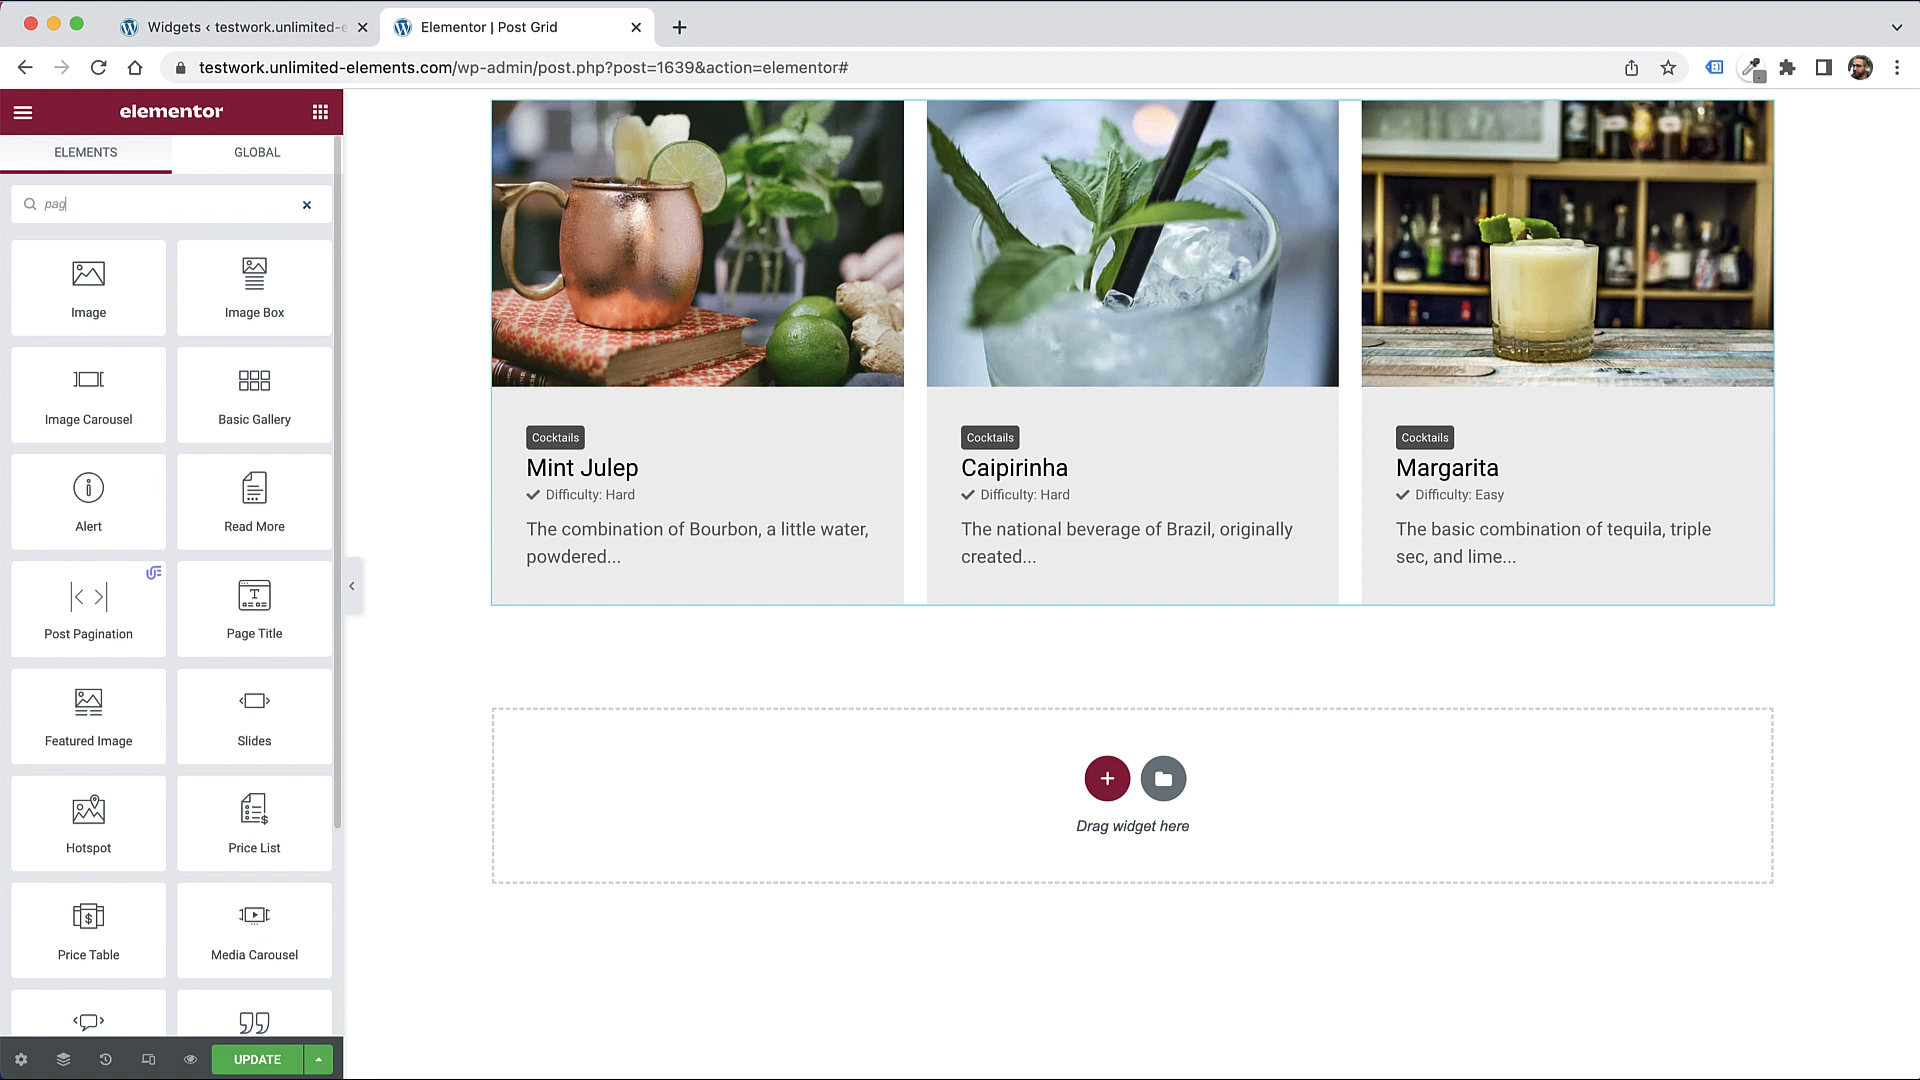 Widgets ‹ testwork.unlimited-e
Elementor | Post Grid
testwork.unlimited-elements.com/wp-admin/post.php?post=1639&action=elementor#
elementor
ELEMENTS
GLOBAL
pag
Image
Image Box
Image Carousel
Basic Gallery
Alert
Read More
Post Pagination
Page Title
Featured Image
Slides
Hotspot
Price List
Price Table
Media Carousel
UPDATE
Cocktails
Mint Julep
Difficulty: Hard
The combination of Bourbon, a little water,
powdered...
Cocktails
Caipirinha
Difficulty: Hard
The national beverage of Brazil, originally
created...
Cocktails
Margarita
Difficulty: Easy
The basic combination of tequila, triple
sec, and lime...
Drag widget here